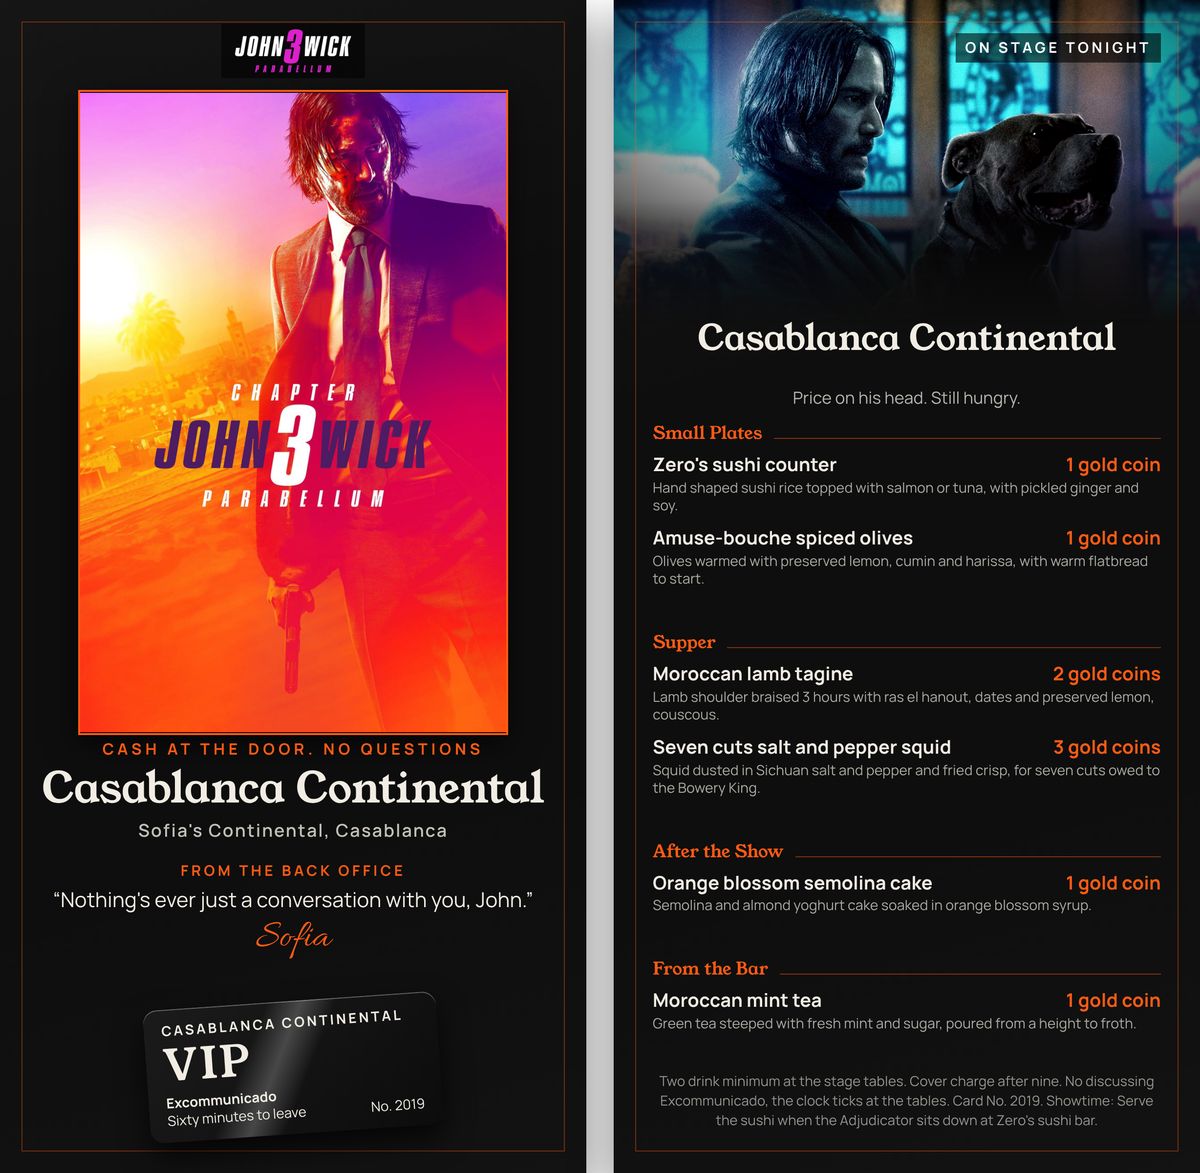 JOHN 3 WICK
PARABELLUM
CHAPTER
JOHN 3 WICK
PARABELLUM
CASH AT THE DOOR. NO QUESTIONS
Casablanca Continental
Sofia's Continental, Casablanca
FROM THE BACK OFFICE
“Nothing's ever just a conversation with you, John.”
Sofia
CASABLANCA CONTINENTAL
VIP
Excommunicado
Sixty minutes to leave
No. 2019
ON STAGE TONIGHT
Casablanca Continental
Price on his head. Still hungry.
Small Plates
Zero's sushi counter 1 gold coin
Hand shaped sushi rice topped with salmon or tuna, with pickled ginger and
soy.
Amuse-bouche spiced olives 1 gold coin
Olives warmed with preserved lemon, cumin and harissa, with warm flatbread
to start.
Supper
Moroccan lamb tagine 2 gold coins
Lamb shoulder braised 3 hours with ras el hanout, dates and preserved lemon,
couscous.
Seven cuts salt and pepper squid 3 gold coins
Squid dusted in Sichuan salt and pepper and fried crisp, for seven cuts owed to
the Bowery King.
After the Show
Orange blossom semolina cake 1 gold coin
Semolina and almond yoghurt cake soaked in orange blossom syrup.
From the Bar
Moroccan mint tea 1 gold coin
Green tea steeped with fresh mint and sugar, poured from a height to froth.
Two drink minimum at the stage tables. Cover charge after nine. No discussing
Excommunicado, the clock ticks at the tables. Card No. 2019. Showtime: Serve
the sushi when the Adjudicator sits down at Zero's sushi bar.